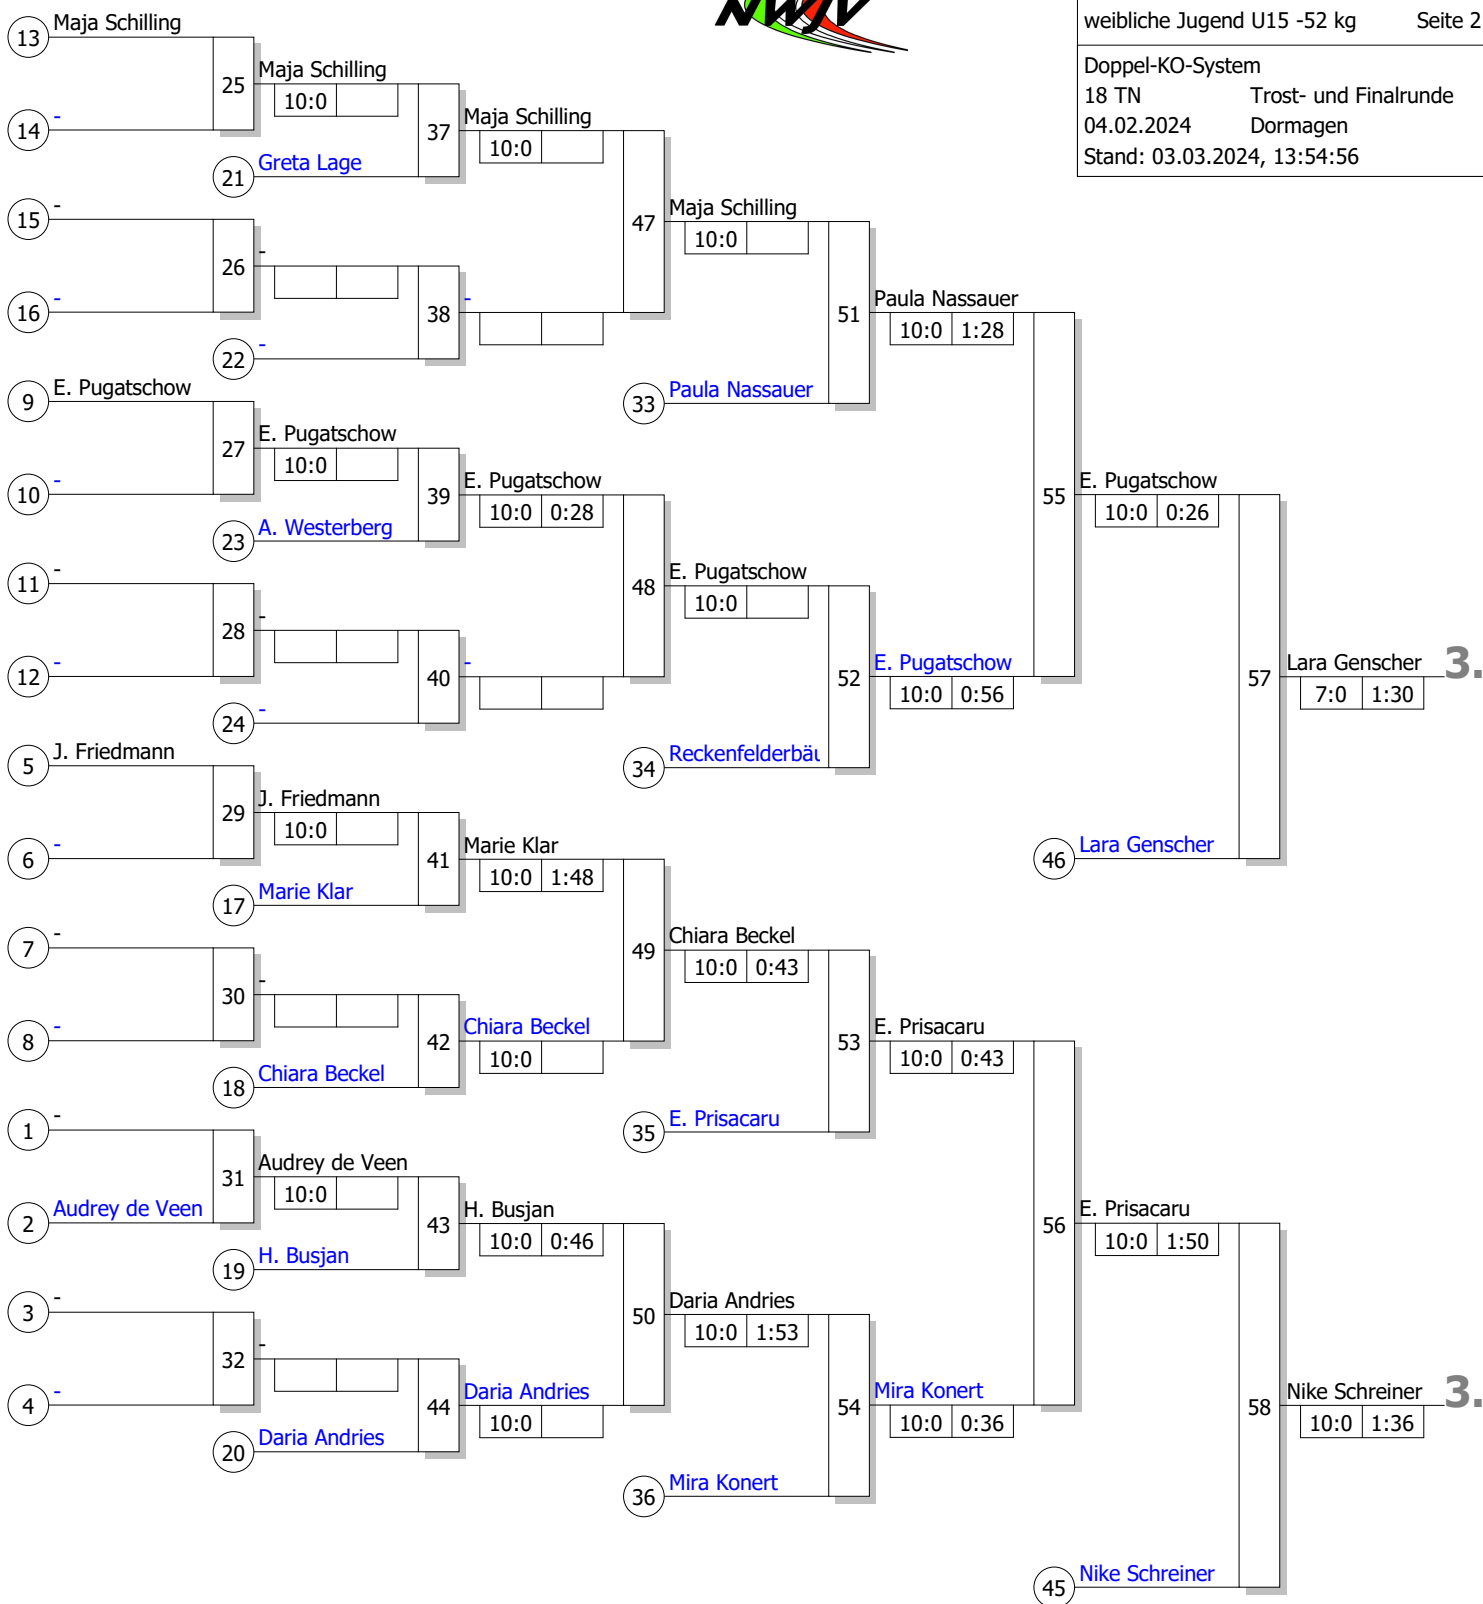 NWJV
weibliche Jugend U15 -52 kg Seite 2
Doppel-KO-System
18 TN Trost- und Finalrunde
04.02.2024 Dormagen
Stand: 03.03.2024, 13:54:56
13 Maja Schilling
25 Maja Schilling
10:0
14 -
37 Maja Schilling
10:0
21 Greta Lage
15 -
47 Maja Schilling
10:0
26 -
16 -
38 -
22 -
51 Paula Nassauer
10:0 1:28
33 Paula Nassauer
9 E. Pugatschow
27 E. Pugatschow
10:0
10 -
39 E. Pugatschow
10:0 0:28
23 A. Westerberg
55 E. Pugatschow
10:0 0:26
11 -
48 E. Pugatschow
10:0
28 -
12 -
40 -
24 -
52 E. Pugatschow
10:0 0:56
34 Reckenfelderbäu
57 Lara Genscher 3.
7:0 1:30
5 J. Friedmann
29 J. Friedmann
10:0
6 -
41 Marie Klar
10:0 1:48
17 Marie Klar
46 Lara Genscher
7 -
49 Chiara Beckel
10:0 0:43
30 -
8 -
42 Chiara Beckel
10:0
18 Chiara Beckel
53 E. Prisacaru
10:0 0:43
35 E. Prisacaru
1 -
31 Audrey de Veen
10:0
2 Audrey de Veen
43 H. Busjan
10:0 0:46
19 H. Busjan
56 E. Prisacaru
10:0 1:50
3 -
50 Daria Andries
10:0 1:53
32 -
4 -
44 Daria Andries
10:0
20 Daria Andries
54 Mira Konert
10:0 0:36
36 Mira Konert
58 Nike Schreiner 3.
10:0 1:36
45 Nike Schreiner